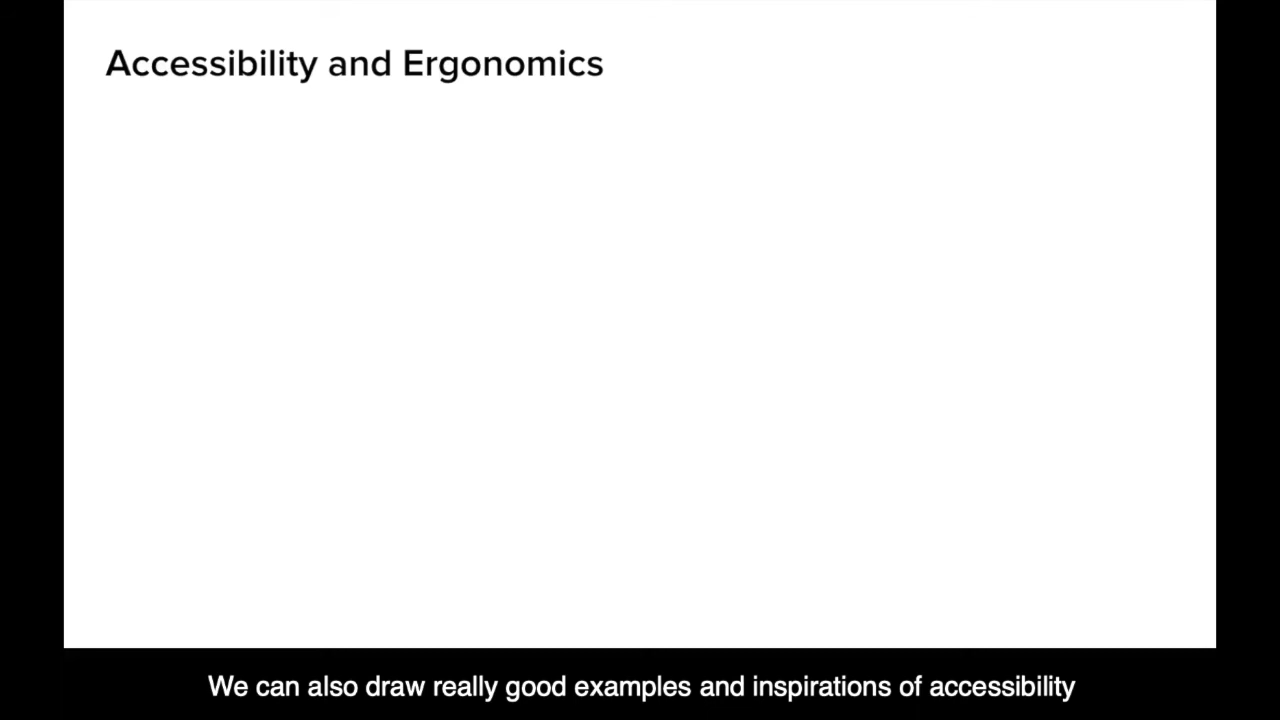 Accessibility and Ergonomics
We can also draw really good examples and inspirations of accessibility